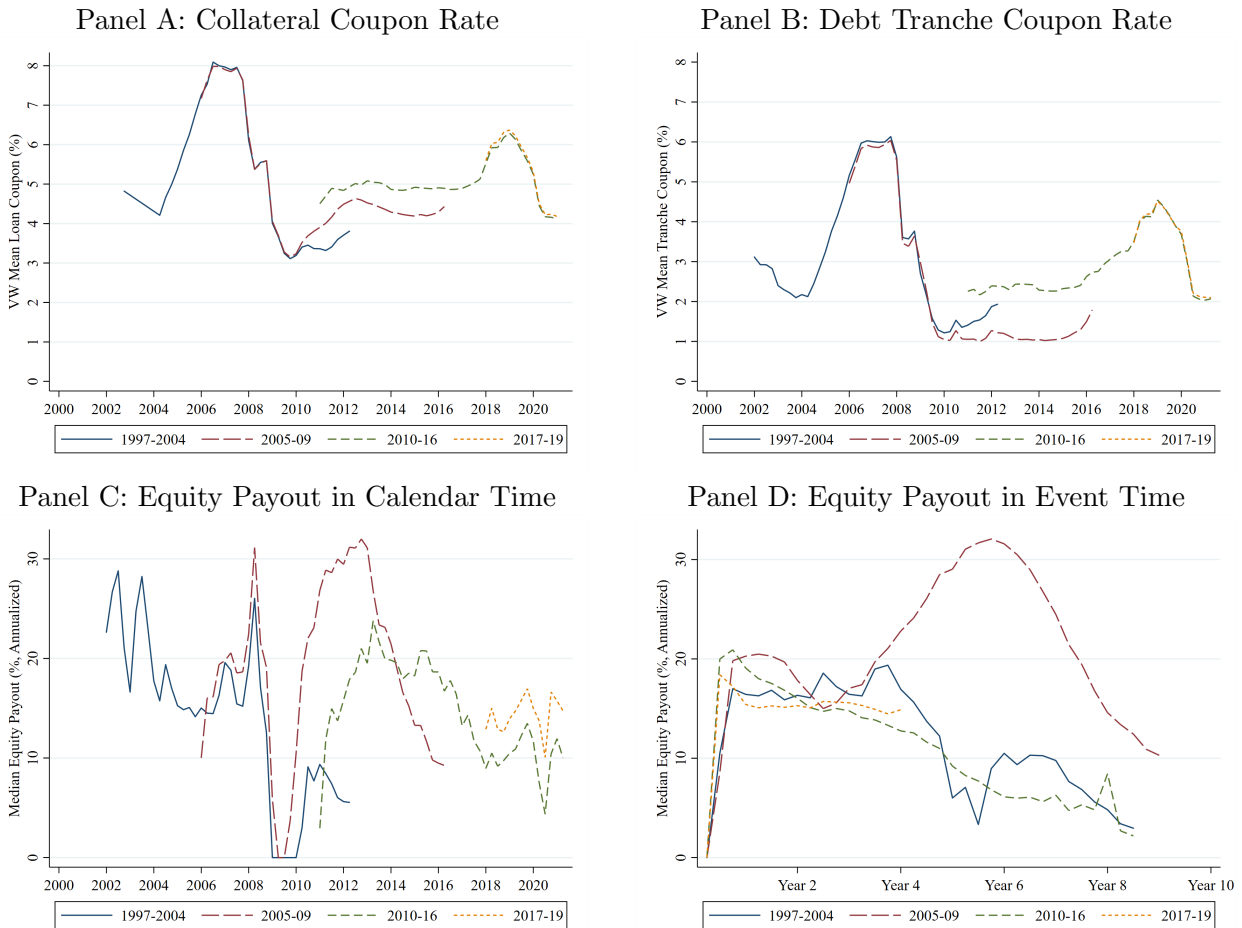 Panel A: Collateral Coupon Rate
VW Mean Loan Coupon (%)
8
7
6
5
4
3
2
1
0
2000 2002 2004 2006 2008 2010 2012 2014 2016 2018 2020
1997-2004 2005-09 2010-16 2017-19
Panel B: Debt Tranche Coupon Rate
VW Mean Tranche Coupon (%)
8
7
6
5
4
3
2
1
0
2000 2002 2004 2006 2008 2010 2012 2014 2016 2018 2020
1997-2004 2005-09 2010-16 2017-19
Panel C: Equity Payout in Calendar Time
Median Equity Payout (%, Annualized)
30
20
10
0
2000 2002 2004 2006 2008 2010 2012 2014 2016 2018 2020
1997-2004 2005-09 2010-16 2017-19
Panel D: Equity Payout in Event Time
Median Equity Payout (%, Annualized)
30
20
10
0
Year 2 Year 4 Year 6 Year 8 Year 10
1997-2004 2005-09 2010-16 2017-19